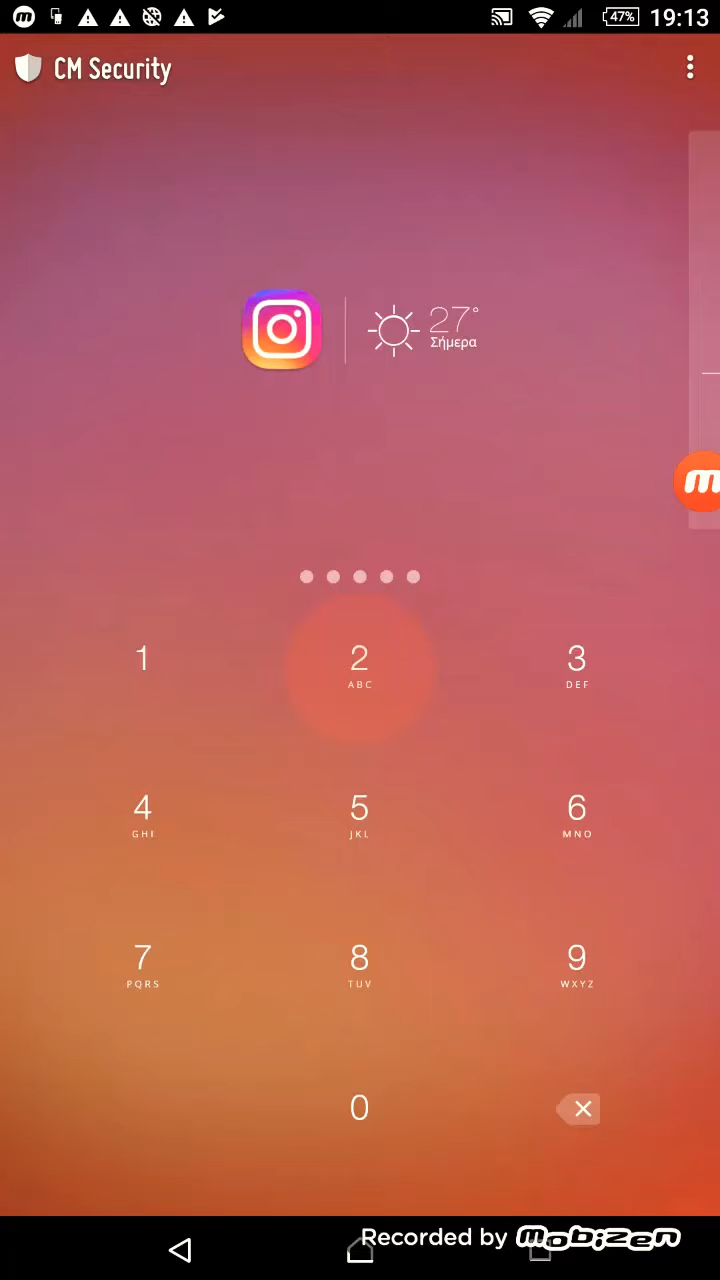 47%
19:13
CM Security
27°
Σήμερα
1
2
ABC
3
DEF
4
GHI
5
JKL
6
MNO
7
PQRS
8
TUV
9
WXYZ
0
Recorded by mobizen